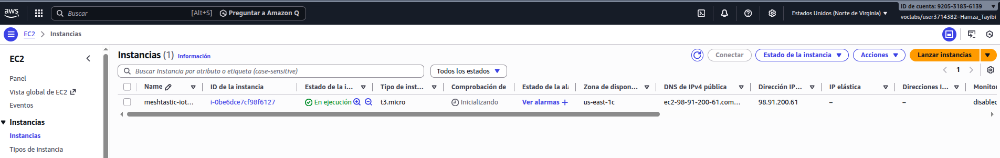 aws
Buscar [Alt+S] Preguntar a Amazon Q
Estados Unidos (Norte de Virginia)
ID de cuenta: 9205-3183-6139
voclabs/user3714382=Hamza_Tayibi
EC2 Instancias
EC2
Panel
Vista global de EC2
Eventos
Instancias
Instancias
Tipos de instancia
Instancias (1) Información
Conectar Estado de la instancia Acciones Lanzar instancias
Buscar Instancia por atributo o etiqueta (case-sensitive) Todos los estados
1
Name ID de la instancia Estado de la i... Tipo de inst... Comprobación de Estado de la ala Zona de dispon... DNS de IPv4 pública Dirección IP... IP elástica Direcciones I... Monitor
meshtastic-iot... i-0be6dce7cf98f6127 En ejecución t3.micro Inicializando Ver alarmas + us-east-1c ec2-98-91-200-61.com... 98.91.200.61 – – disabled